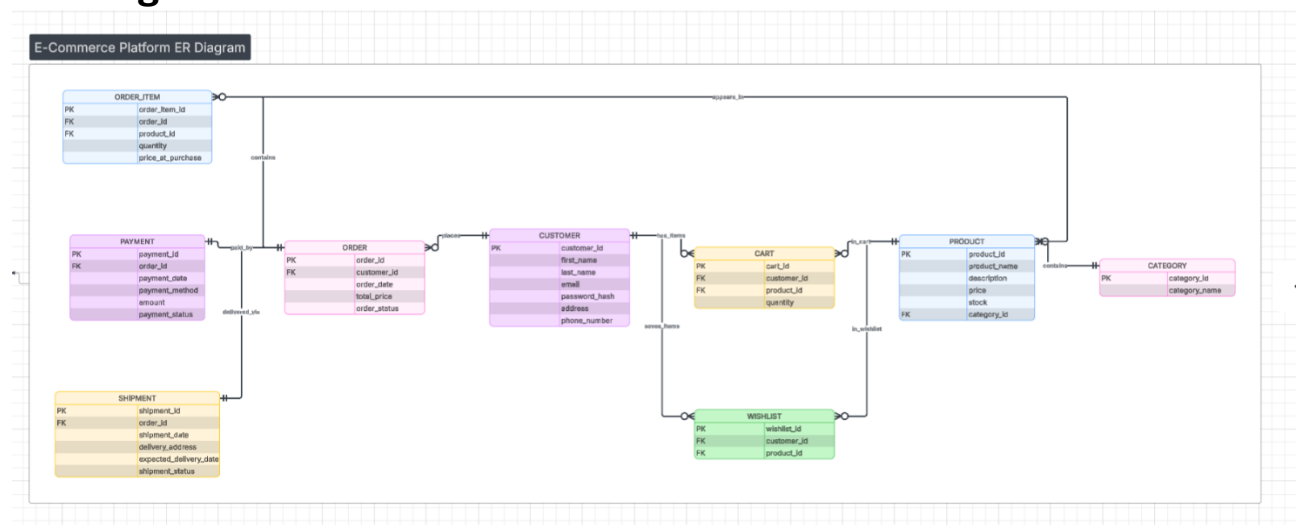 E-Commerce Platform ER Diagram
ORDER_ITEM
PK order_item_id
FK order_id
FK product_id
quantity
price_at_purchase
appears_in
contains
PAYMENT
PK payment_id
FK order_id
payment_date
payment_method
amount
payment_status
paid_by
ORDER
PK order_id
FK customer_id
order_date
total_price
order_status
places
CUSTOMER
PK customer_id
first_name
last_name
email
password_hash
address
phone_number
has_items
CART
PK cart_id
FK customer_id
FK product_id
quantity
in_cart
PRODUCT
PK product_id
product_name
description
price
stock
FK category_id
contains
CATEGORY
PK category_id
category_name
delivered_via
saves_items
in_wishlist
SHIPMENT
PK shipment_id
FK order_id
shipment_date
delivery_address
expected_delivery_date
shipment_status
WISHLIST
PK wishlist_id
FK customer_id
FK product_id